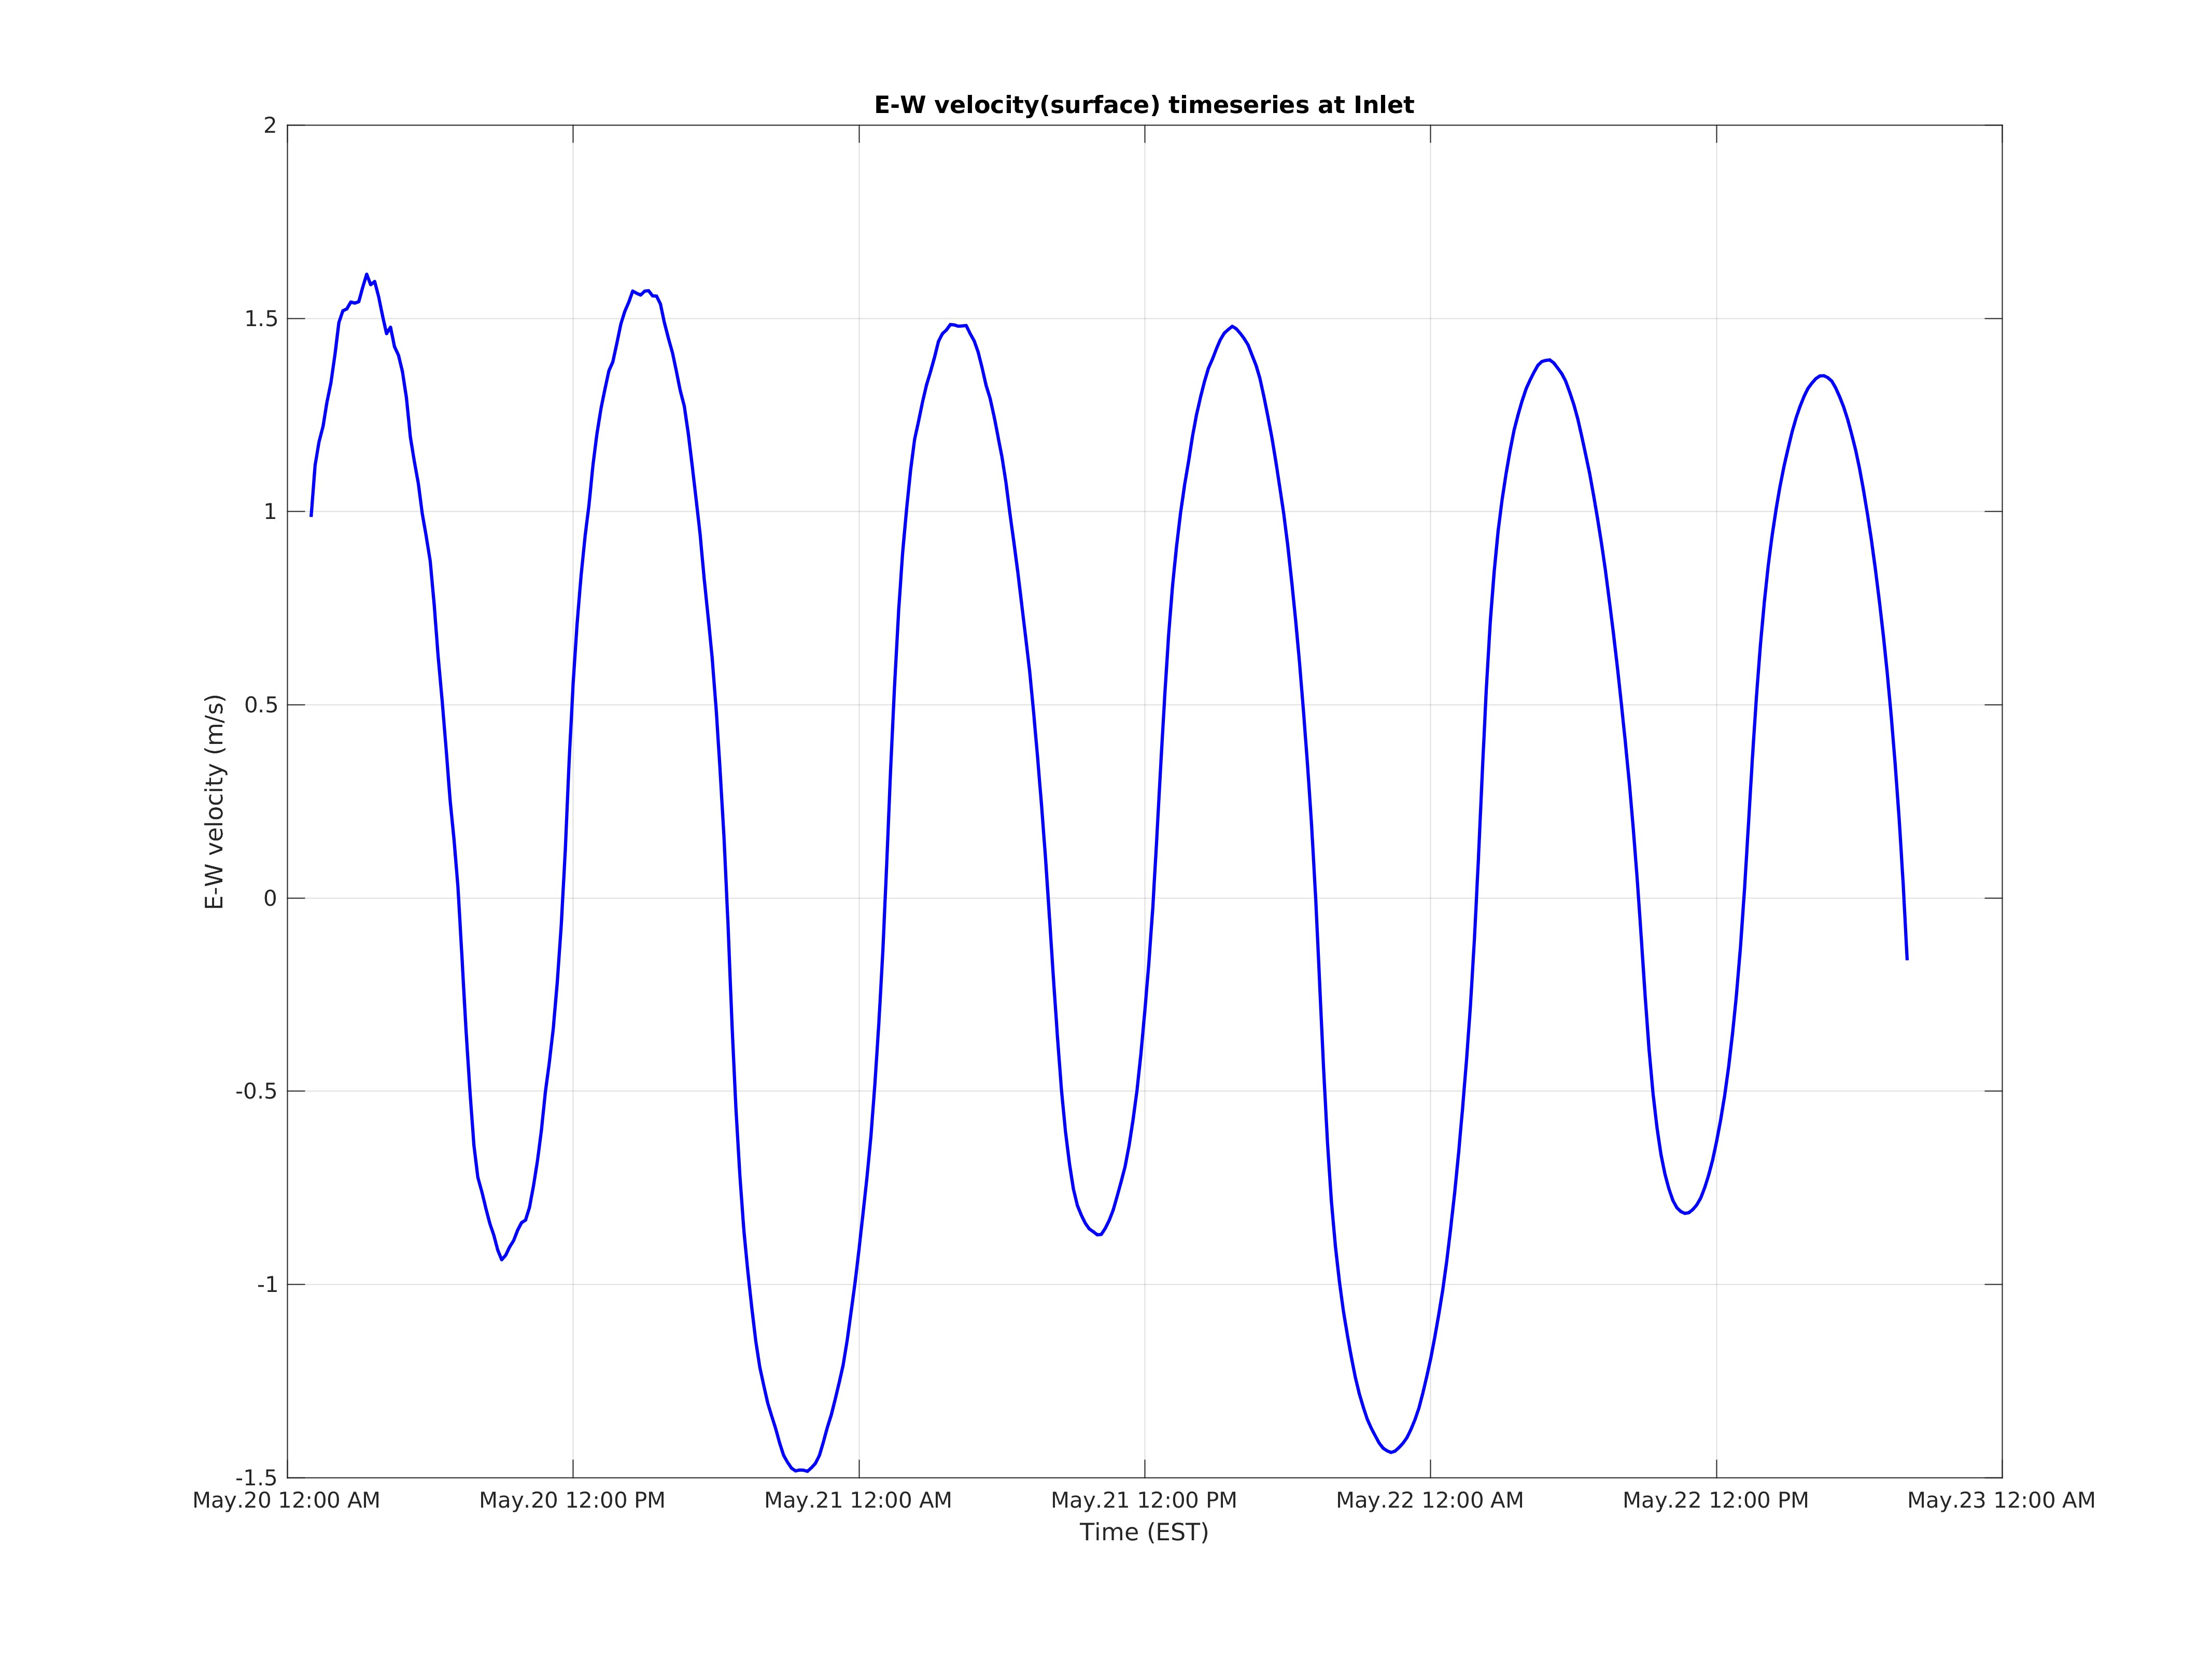 E-W velocity(surface) timeseries at Inlet
2
1.5
1
0.5
0
-0.5
-1
-1.5
E-W velocity (m/s)
May.20 12:00 AM May.20 12:00 PM May.21 12:00 AM May.21 12:00 PM May.22 12:00 AM May.22 12:00 PM May.23 12:00 AM
Time (EST)